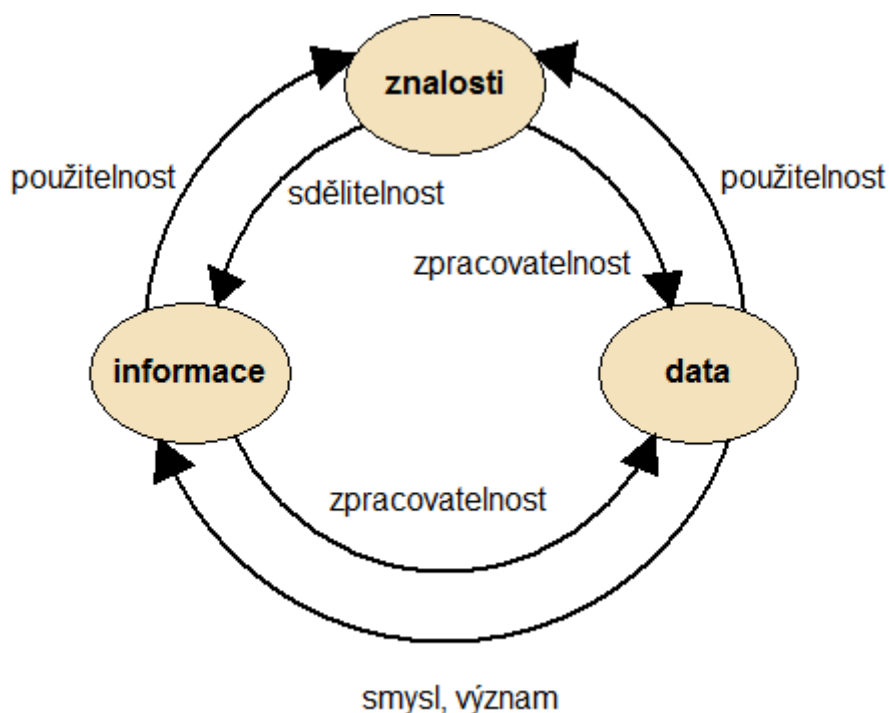 znalosti
použitelnost
použitelnost
sdělitelnost
zpracovatelnost
informace
data
zpracovatelnost
smysl, význam